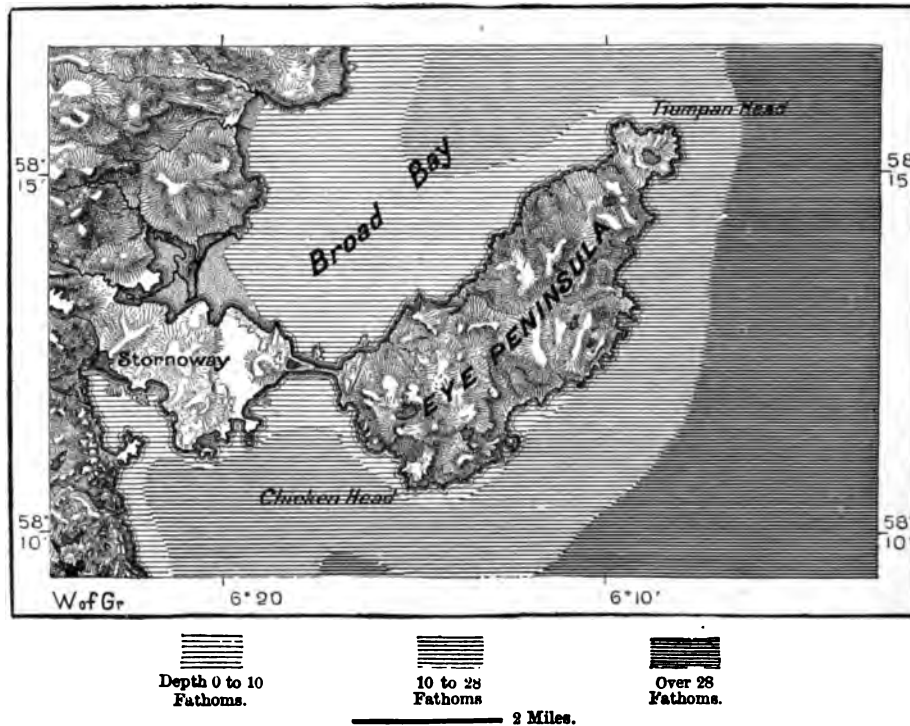 Tiumpan Head
58°
15'
58°
15'
Broad Bay
EYE PENINSULA
Stornoway
Chicken Head
58°
10'
58°
10'
W of Gr
6°20
6°10'
Depth 0 to 10
Fathoms.
10 to 28
Fathoms
Over 28
Fathoms.
2 Miles.